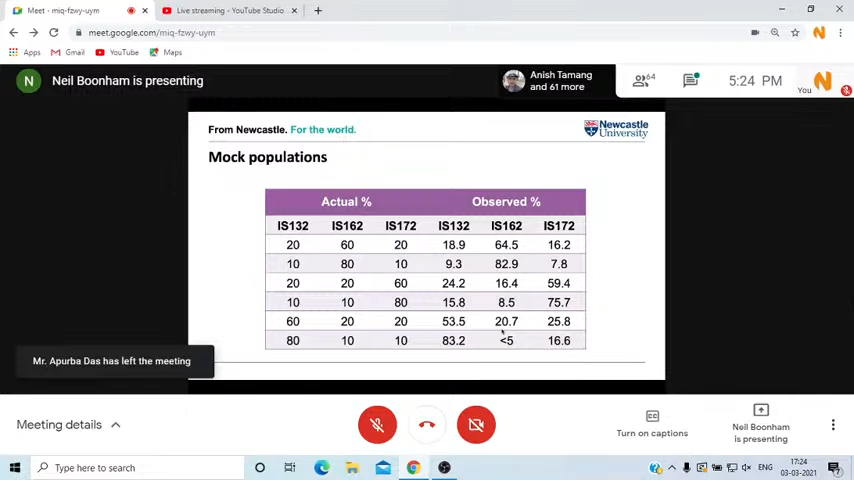 Meet - miq-fzwy-uym
Live streaming - YouTube Studio
meet.google.com/miq-fzwy-uym
Apps Gmail YouTube Maps
N Neil Boonham is presenting
Anish Tamang
and 61 more
64
5:24 PM
You
N
From Newcastle. For the world.
Newcastle
University
Mock populations
Actual % Observed %
IS132 IS162 IS172 IS132 IS162 IS172
20 60 20 18.9 64.5 16.2
10 80 10 9.3 82.9 7.8
20 20 60 24.2 16.4 59.4
10 10 80 15.8 8.5 75.7
60 20 20 53.5 20.7 25.8
80 10 10 83.2 <5 16.6
Mr. Apurba Das has left the meeting
Meeting details
Turn on captions
Neil Boonham
is presenting
Type here to search
ENG
17:24
03-03-2021